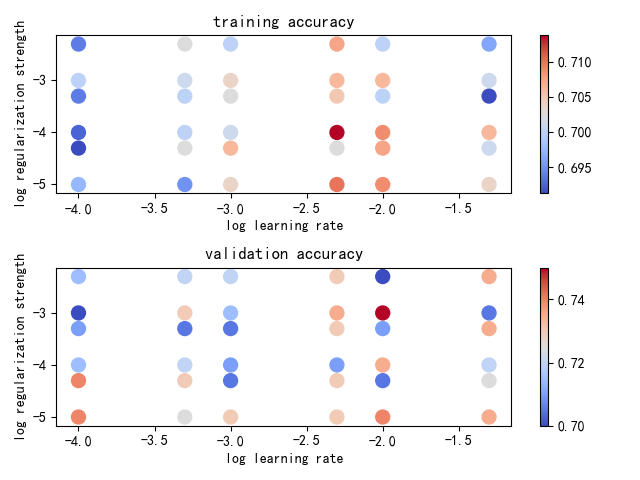 training accuracy
log regularization strength
-3
-4
-5
-4.0 -3.5 -3.0 -2.5 -2.0 -1.5
log learning rate
0.710
0.705
0.700
0.695
validation accuracy
log regularization strength
-3
-4
-5
-4.0 -3.5 -3.0 -2.5 -2.0 -1.5
log learning rate
0.74
0.72
0.70